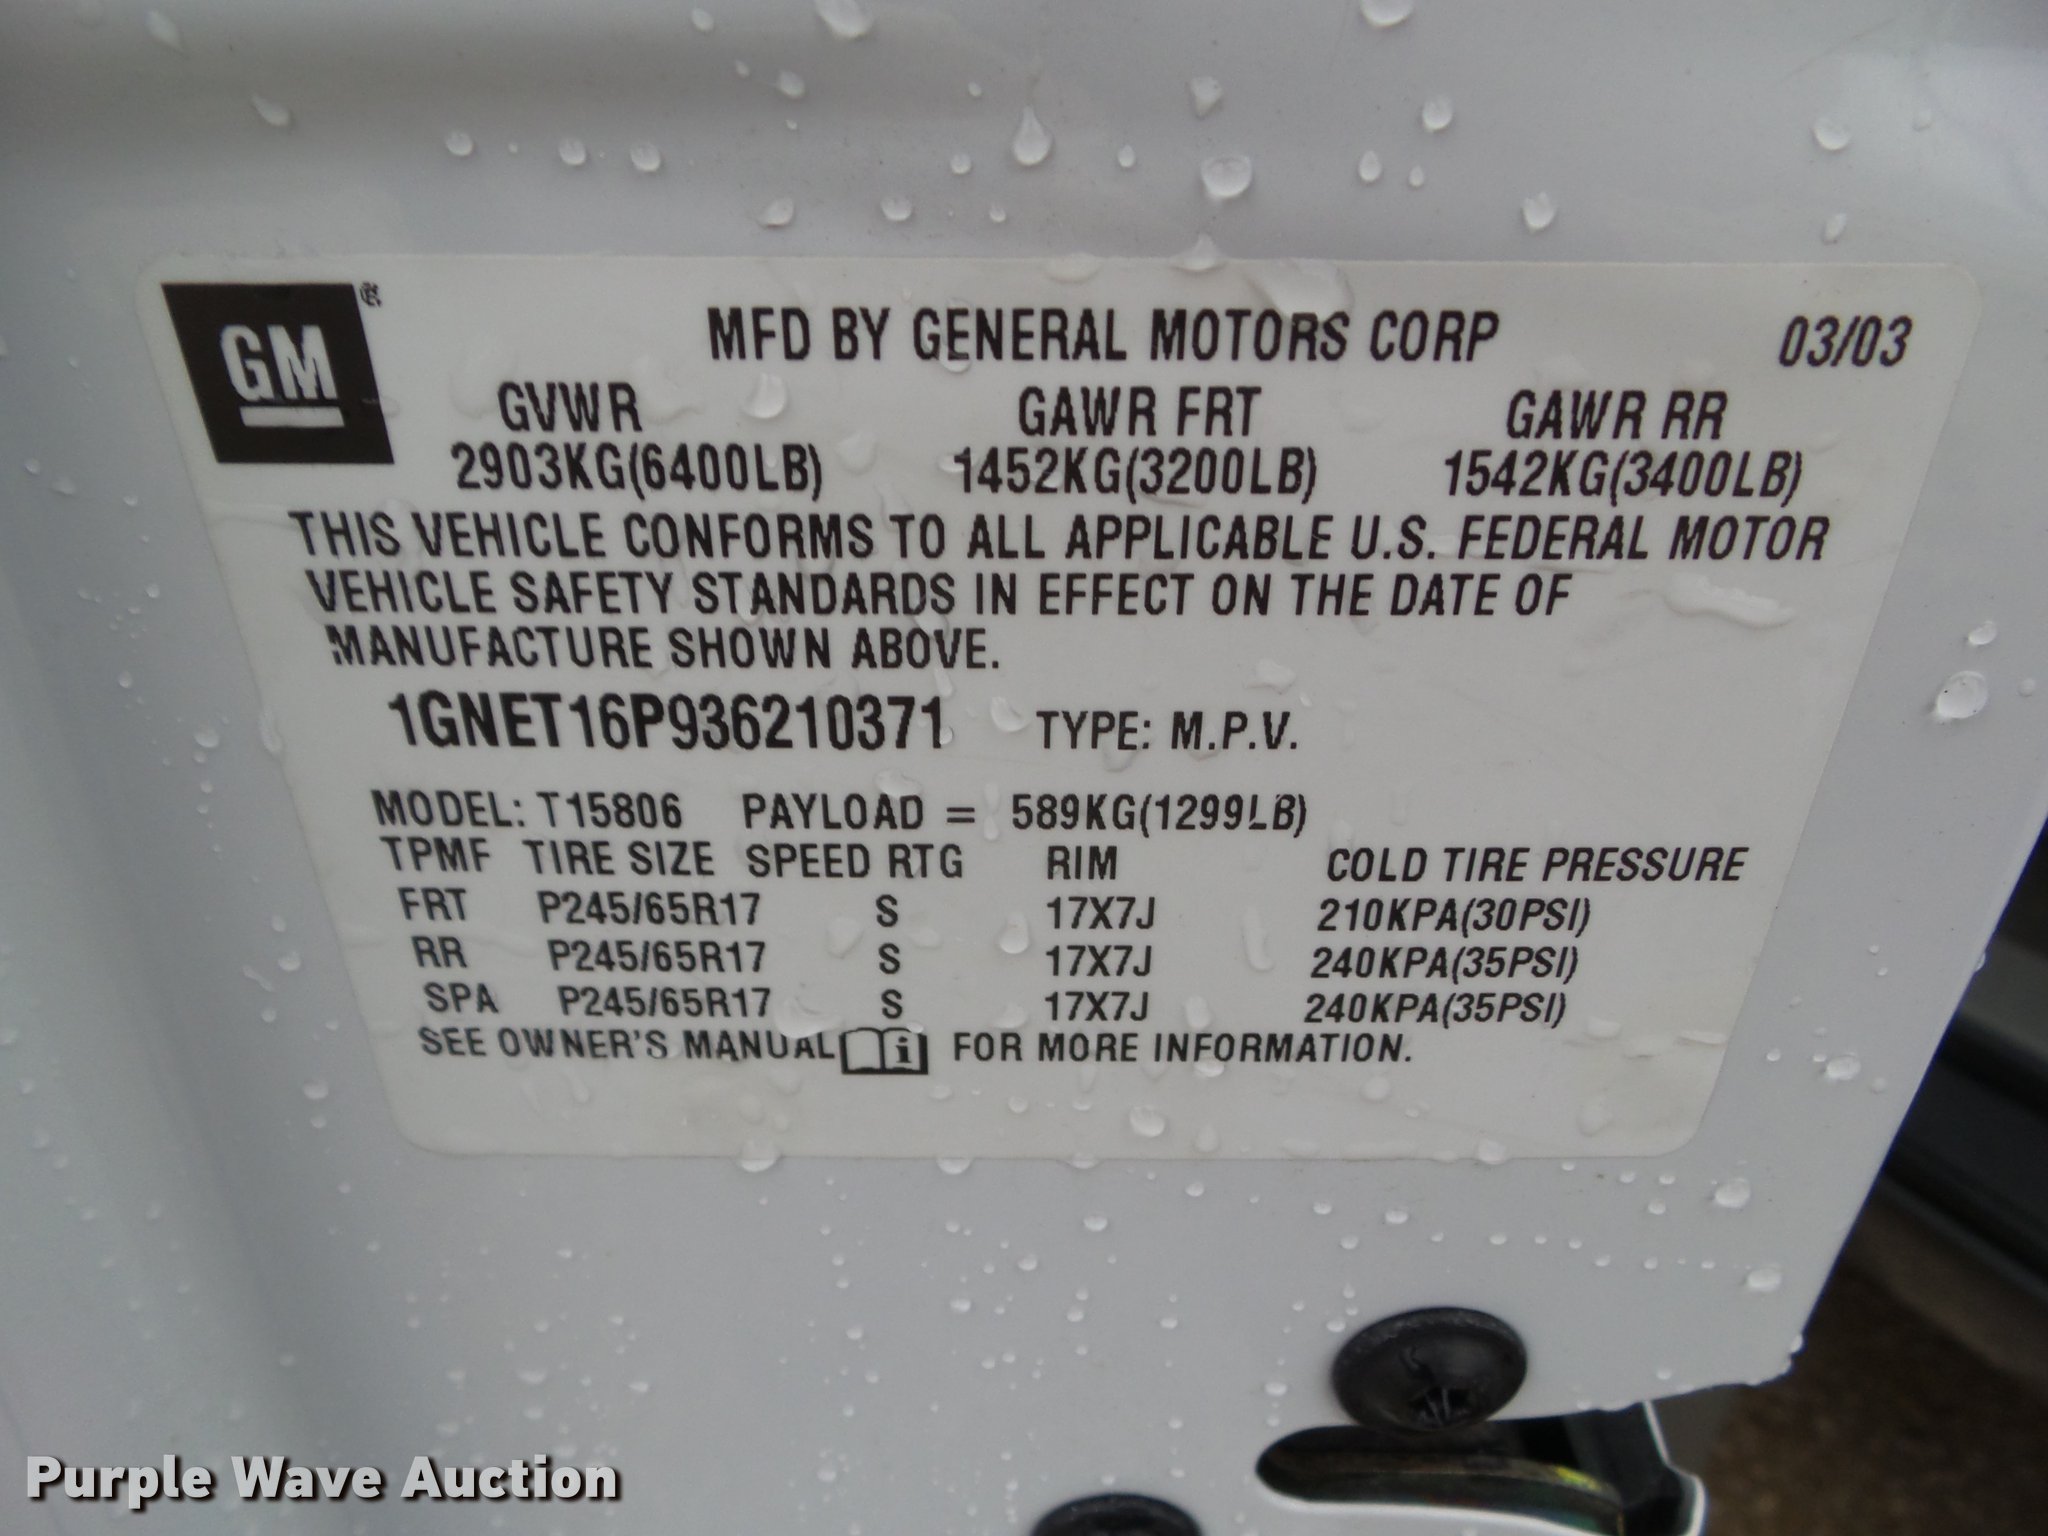 GM®
MFD BY GENERAL MOTORS CORP 03/03
GVWR GAWR FRT GAWR RR
2903KG(6400LB) 1452KG(3200LB) 1542KG(3400LB)
THIS VEHICLE CONFORMS TO ALL APPLICABLE U.S. FEDERAL MOTOR
VEHICLE SAFETY STANDARDS IN EFFECT ON THE DATE OF
MANUFACTURE SHOWN ABOVE.
1GNET16P936210371 TYPE: M.P.V.
MODEL: T15806 PAYLOAD = 589KG(1299LB)
TPMF TIRE SIZE SPEED RTG RIM COLD TIRE PRESSURE
FRT P245/65R17 S 17X7J 210KPA(30PSI)
RR P245/65R17 S 17X7J 240KPA(35PSI)
SPA P245/65R17 S 17X7J 240KPA(35PSI)
SEE OWNER'S MANUAL i FOR MORE INFORMATION.
Purple Wave Auction